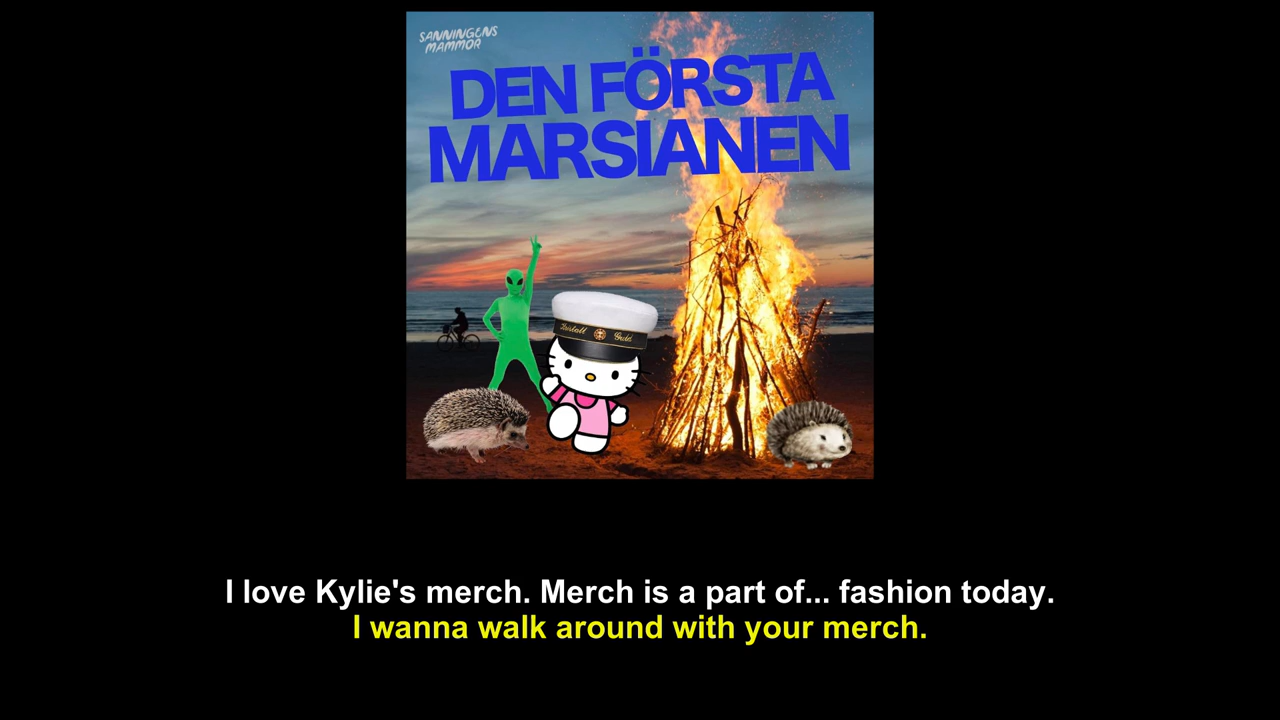 SANNINGENS
MAMMOR
DEN FÖRSTA
MARSIANEN
I love Kylie's merch. Merch is a part of... fashion today.
I wanna walk around with your merch.